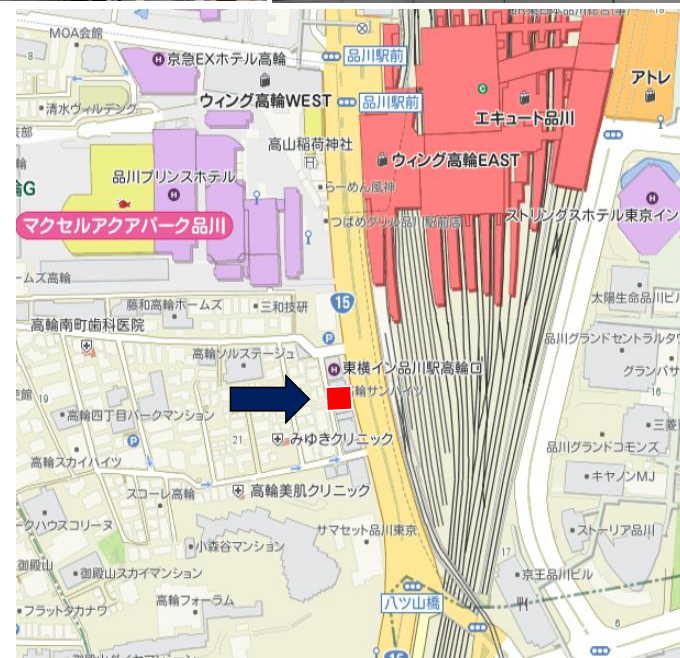 MOA会館
京急EXホテル高輪
品川駅前
アトレ
ウィング高輪WEST
品川駅前
清水ヴィルデング
エキュート品川
高山稲荷神社
ウィング高輪EAST
品川プリンスホテル
らーめん風神
輪G
つばめグリル品川駅前店
ストリングスホテル東京イン
マクセルアクアパーク品川
ームズ高輪
藤和高輪ホームズ
三和技研
15
太陽生命品川ビル
高輪南町歯科医院
品川グランドセントラルタワ
高輪ソルステージュ
東横イン品川駅高輪口
グランパサ
19
高輪サンハイツ
16
高輪四丁目パークマンション
三菱
21
みゆきクリニック
品川グランドコモンズ
高輪スカイハイツ
キヤノンMJ
スコーレ高輪
高輪美肌クリニック
ークハウスコリーヌ
サマセット品川東京
ストーリア品川
小森谷マンション
17
御殿山
御殿山スカイマンション
京王品川ビル
高輪フォーラム
八ツ山橋
フラットタカナワ
6
15